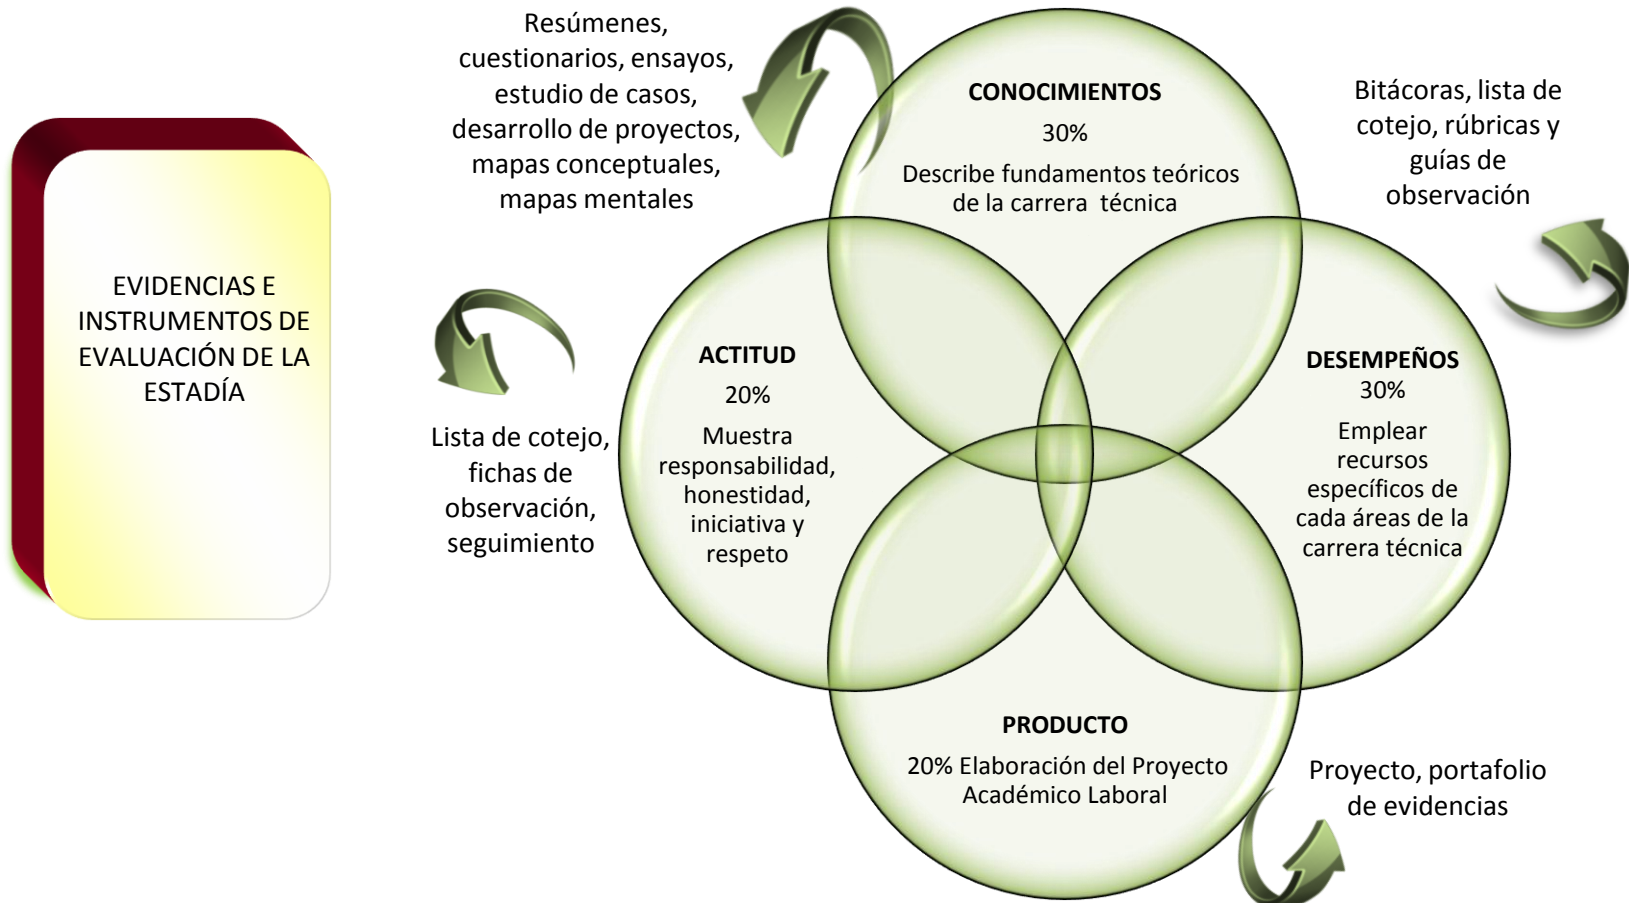 EVIDENCIAS E
INSTRUMENTOS DE
EVALUACIÓN DE LA
ESTADÍA
Resúmenes,
cuestionarios, ensayos,
estudio de casos,
desarrollo de proyectos,
mapas conceptuales,
mapas mentales
CONOCIMIENTOS
30%
Describe fundamentos teóricos
de la carrera técnica
Bitácoras, lista de
cotejo, rúbricas y
guías de
observación
ACTITUD
20%
Muestra
responsabilidad,
honestidad,
iniciativa y
respeto
Lista de cotejo,
fichas de
observación,
seguimiento
DESEMPEÑOS
30%
Emplear
recursos
específicos de
cada áreas de la
carrera técnica
PRODUCTO
20% Elaboración del Proyecto
Académico Laboral
Proyecto, portafolio
de evidencias